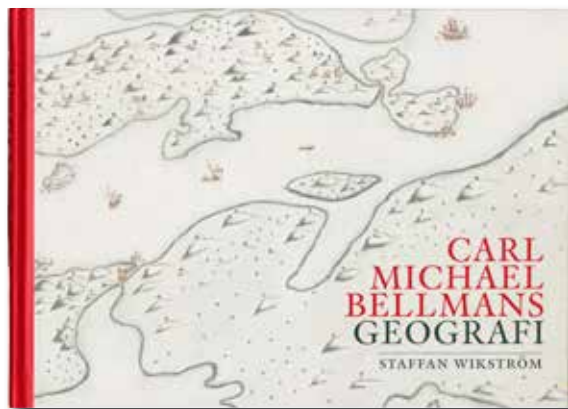 CARL
MICHAEL
BELLMANS
GEOGRAFI
STAFFAN WIKSTRÖM